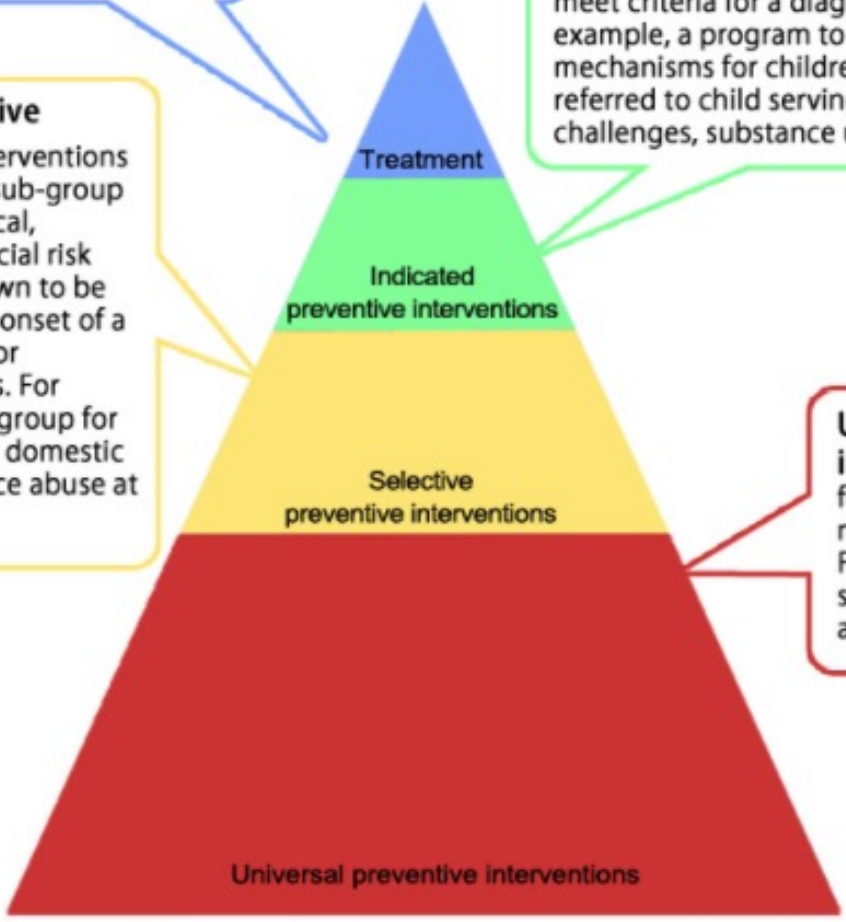 meet criteria for a diag
example, a program to
mechanisms for childre
referred to child servin
challenges, substance u
ive
erventions
sub-group
cal,
cial risk
wn to be
onset of a
or
s. For
group for
domestic
ce abuse at
Treatment
Indicated
preventive interventions
Selective
preventive interventions
Universal preventive interventions
U
i
f
r
F
s
a